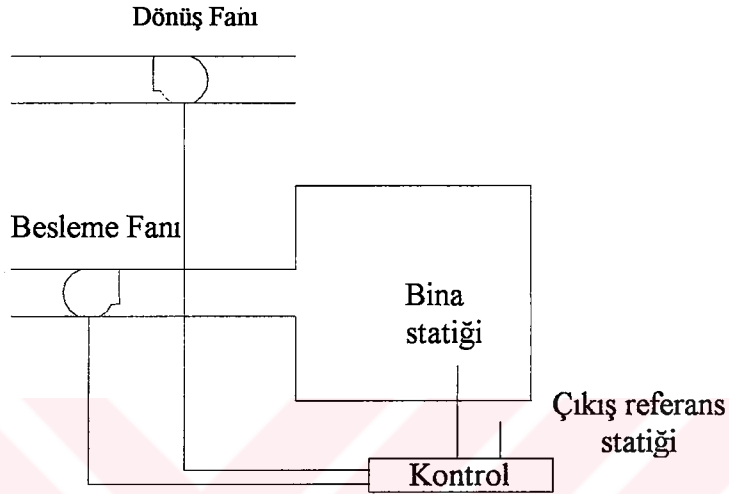 Dönüş Fanı
Besleme Fanı
Bina
statiği
Çıkış referans
statiği
Kontrol